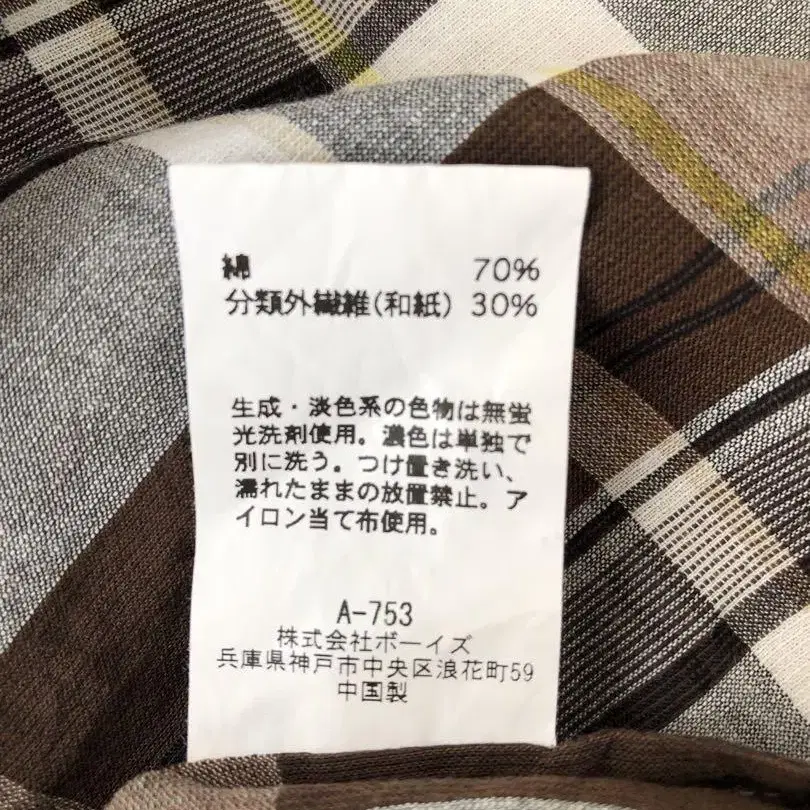 綿 70%
分類外繊維(和紙) 30%
生成・淡色系の色物は無蛍
光洗剤使用。濃色は単独で
別に洗う。つけ置き洗い、
濡れたままの放置禁止。ア
イロン当て布使用。
A-753
株式会社ボーイズ
兵庫県神戸市中央区浪花町59
中国製